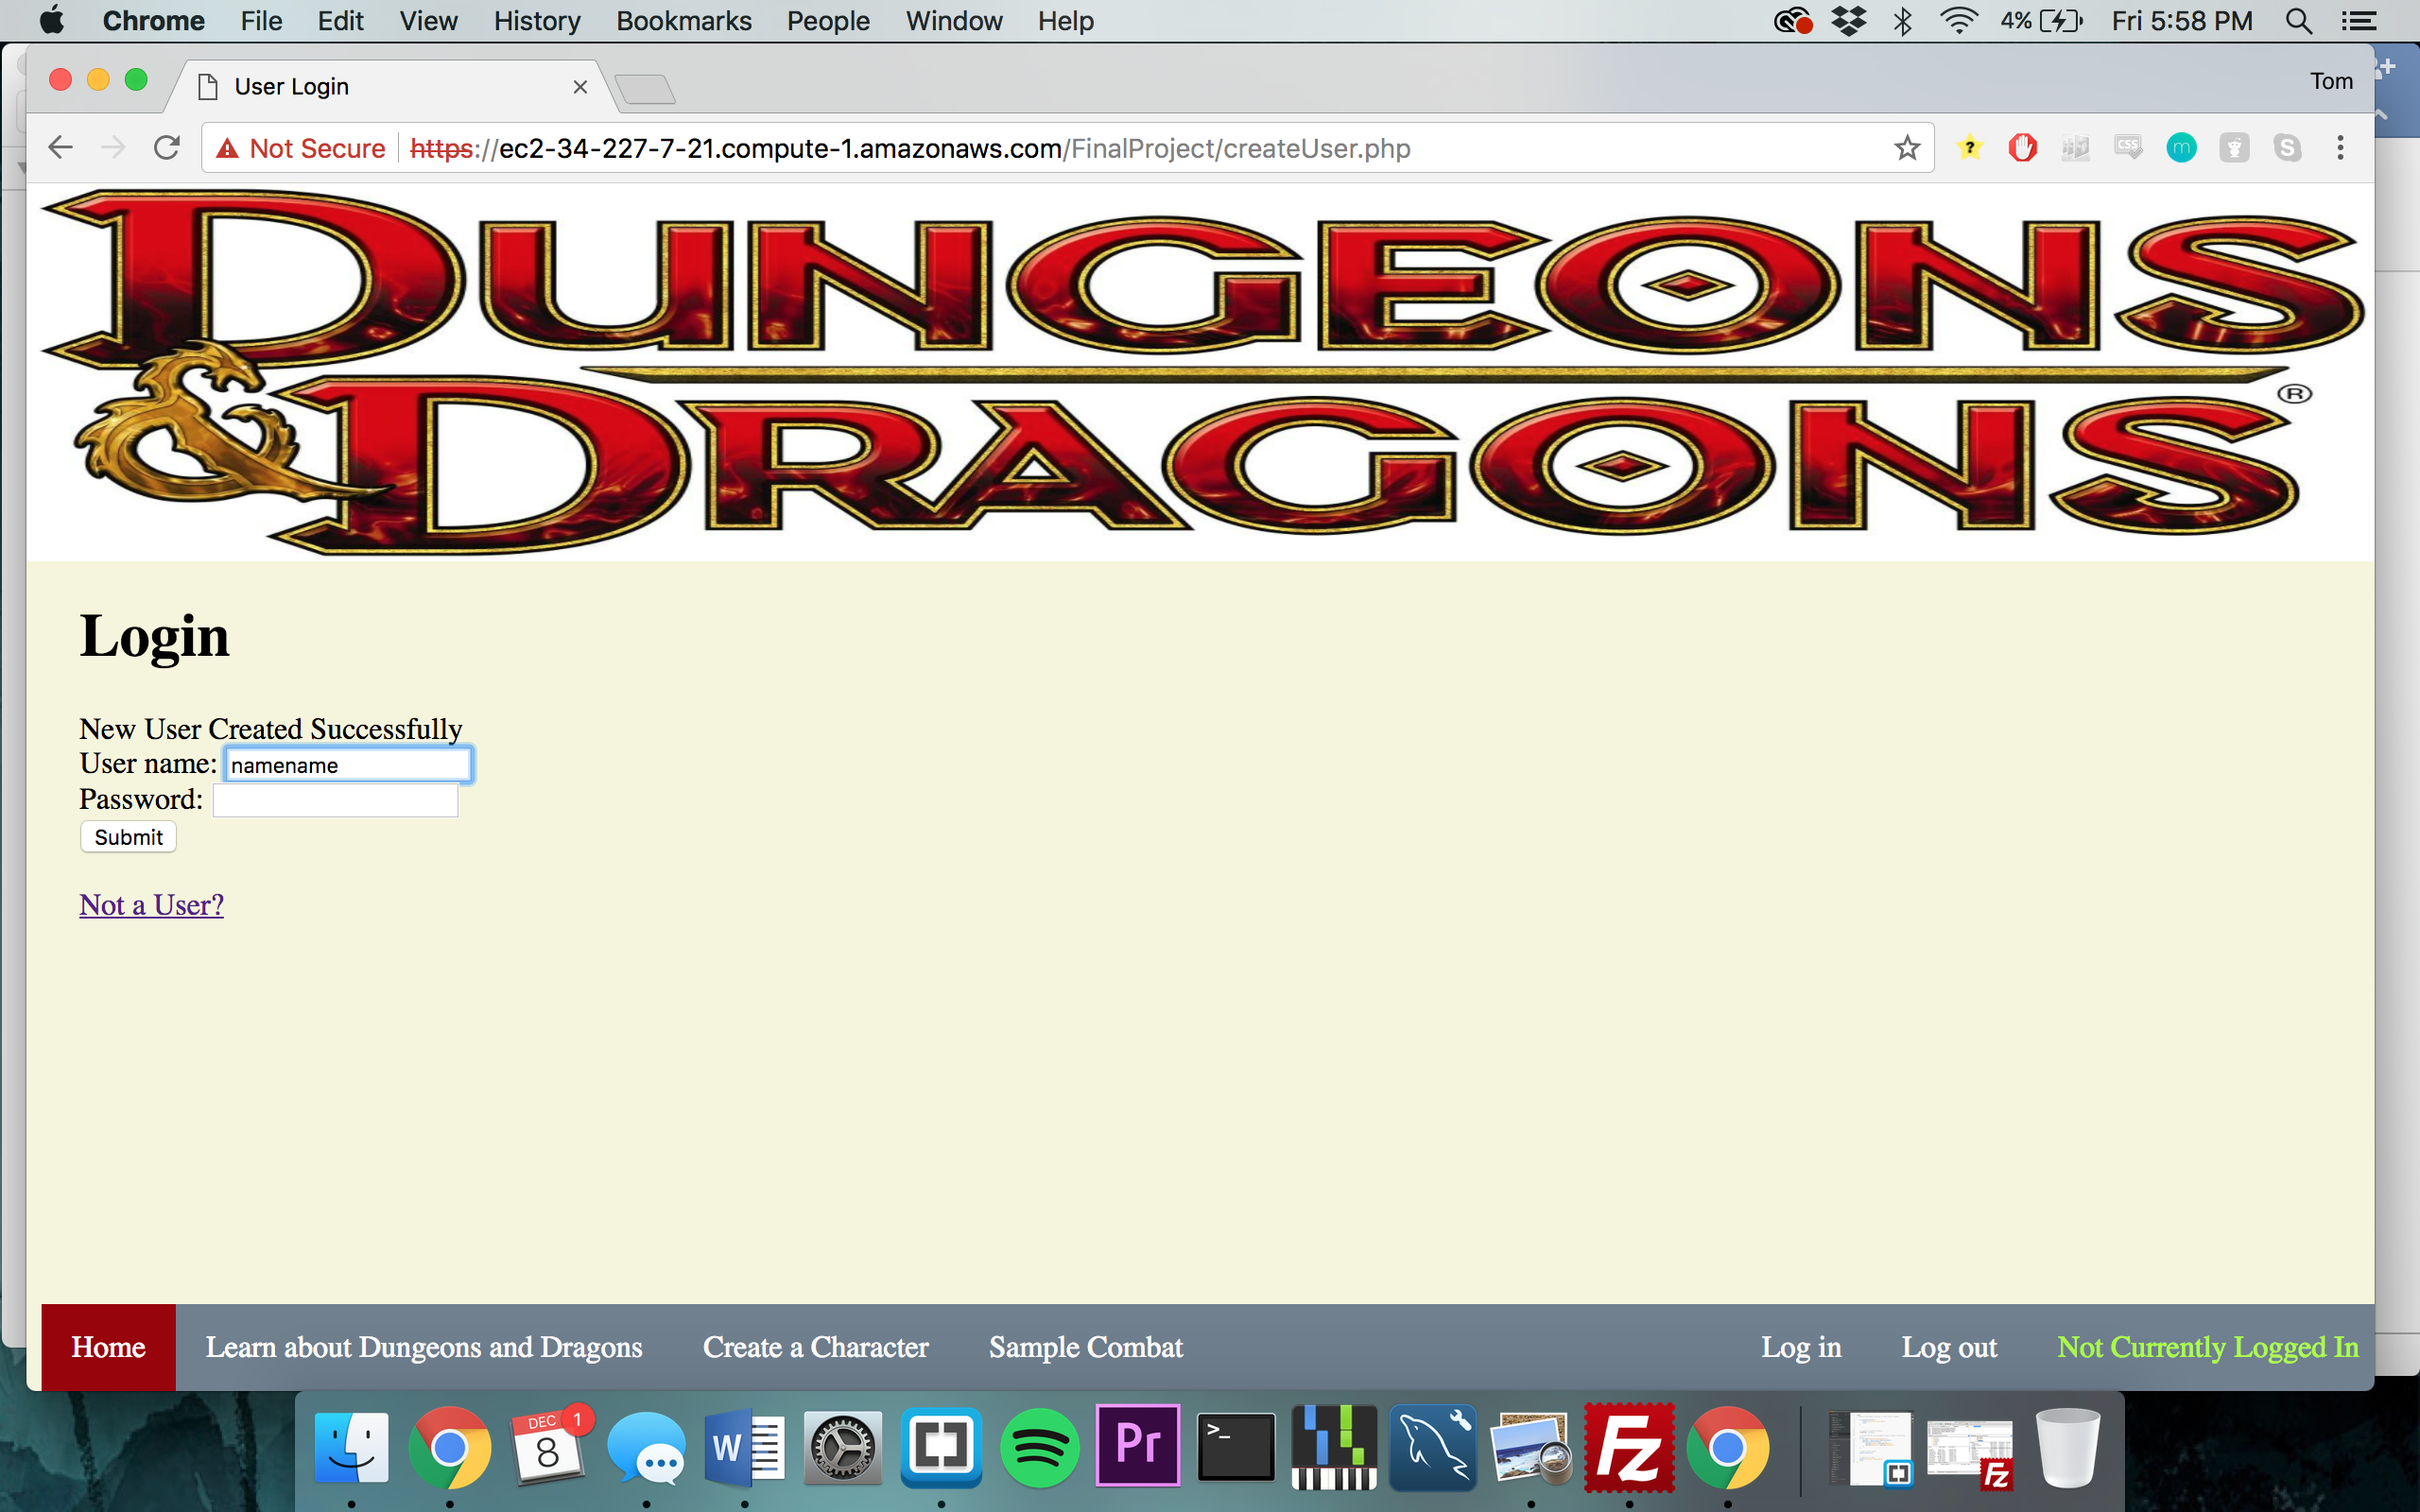 Chrome File Edit View History Bookmarks People Window Help 4% Fri 5:58 PM
User Login Tom
Not Secure https://ec2-34-227-7-21.compute-1.amazonaws.com/FinalProject/createUser.php
DUNGEONS
& DRAGONS ®
Login
New User Created Successfully
User name: namename
Password:
Submit
Not a User?
Home Learn about Dungeons and Dragons Create a Character Sample Combat Log in Log out Not Currently Logged In
DEC 1
8
W
Pr
>_
Fz
Fz